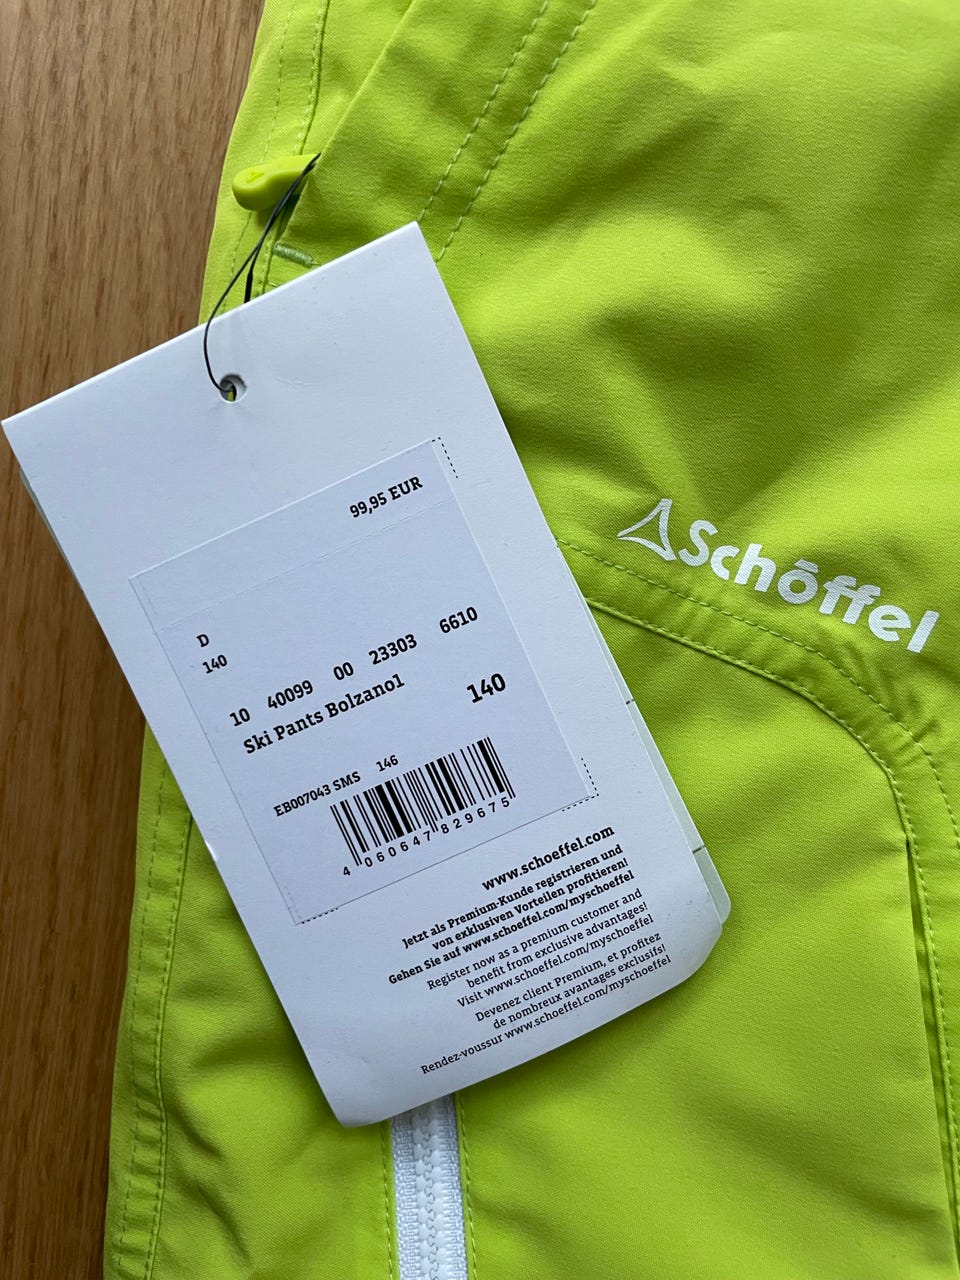 99,95 EUR
D
140
10 40099 00 23303 6610
Ski Pants Bolzano1
140
EB007043 SMS 146
4 060647 829675
www.schoeffel.com
Jetzt als Premium-Kunde registrieren und
von exklusiven Vorteilen profitieren!
Gehen Sie auf www.schoeffel.com/myschoeffel
Register now as a premium customer and
benefit from exclusive advantages!
Visit www.schoeffel.com/myschoeffel
Devenez client Premium, et profitez
de nombreux avantages exclusifs!
Rendez-voussur www.schoeffel.com/myschoeffel
Schöffel